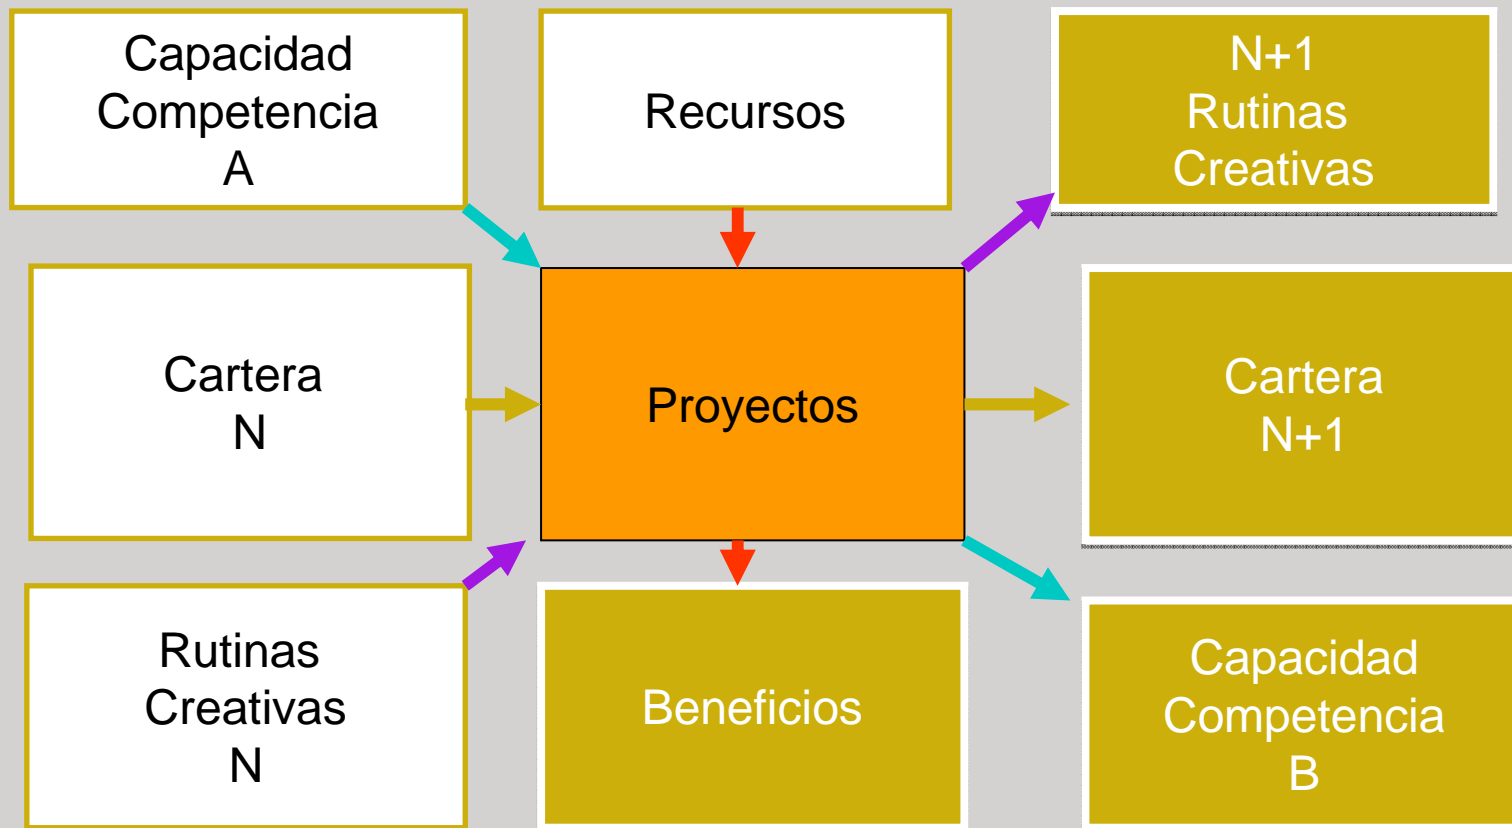 Capacidad
Competencia
A
Recursos
N+1
Rutinas
Creativas
Cartera
N
Proyectos
Cartera
N+1
Rutinas
Creativas
N
Beneficios
Capacidad
Competencia
B